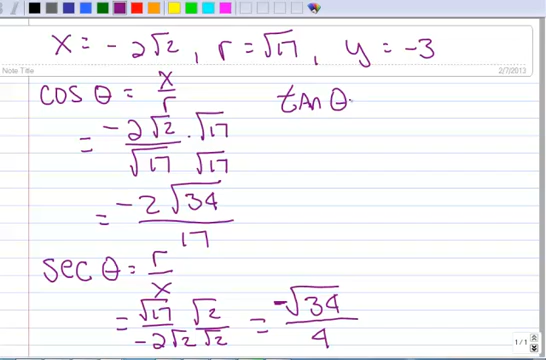 x = -2√2 , r = √17 , y = -3
Note Title
2/7/2013
cos θ = x/r
= -2√2/√17 · √17/√17
= -2√34/17
sec θ = r/x
= √17/-2√2 √2/√2 = -√34/4
tan θ
1/1